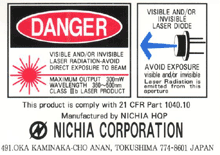 DANGER
VISIBLE AND/OR INVISIBLE
LASER RADIATION-AVOID
DIRECT EXPOSURE TO BEAM
MAXIMUM OUTPUT 300mW
WAVELENGTH 380~500nm
CLASS IIIb LASER PRODUCT
VISIBLE AND/OR
INVISIBLE
LASER DIODE
AVOID EXPOSURE
visible and/or invisible
Laser Radiation is
emitted from this
aperture
This product is comply with 21 CFR Part 1040.10
Manufactured by NICHIA HOP
NICHIA CORPORATION
491,OKA KAMINAKA-CHO ANAN, TOKUSHIMA 774-8601 JAPAN